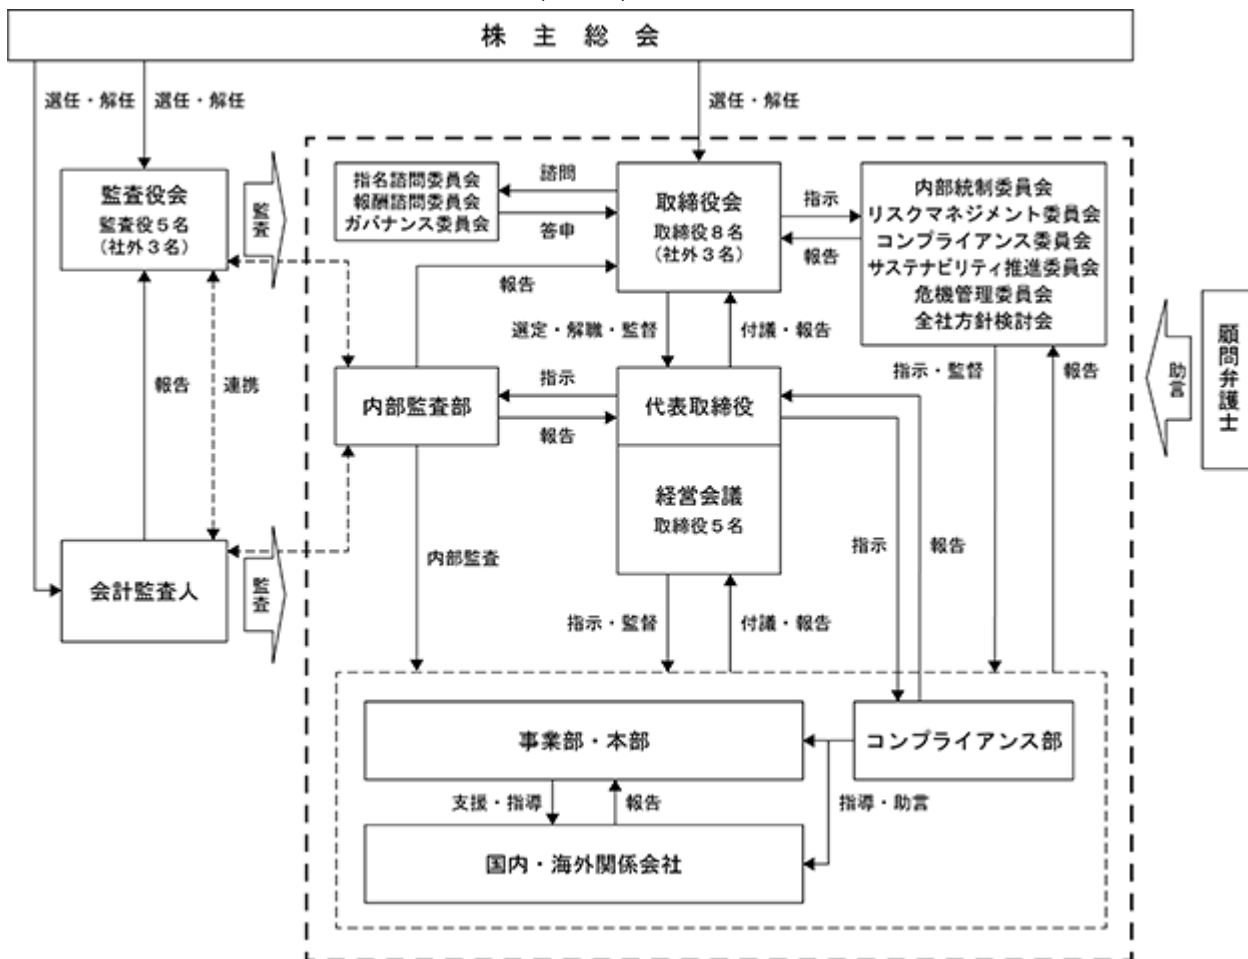 株主総会
選任・解任
選任・解任
選任・解任
監査役会
監査役5名
(社外3名)
監査
指名諮問委員会
報酬諮問委員会
ガバナンス委員会
諮問
答申
取締役会
取締役8名
(社外3名)
指示
報告
内部統制委員会
リスクマネジメント委員会
コンプライアンス委員会
サステナビリティ推進委員会
危機管理委員会
全社方針検討会
報告
選定・解職・監督
付議・報告
指示・監督
報告
顧問弁護士
助言
報告
連携
内部監査部
指示
報告
代表取締役
経営会議
取締役5名
指示
報告
会計監査人
監査
内部監査
指示・監督
付議・報告
事業部・本部
コンプライアンス部
支援・指導
報告
指導・助言
国内・海外関係会社